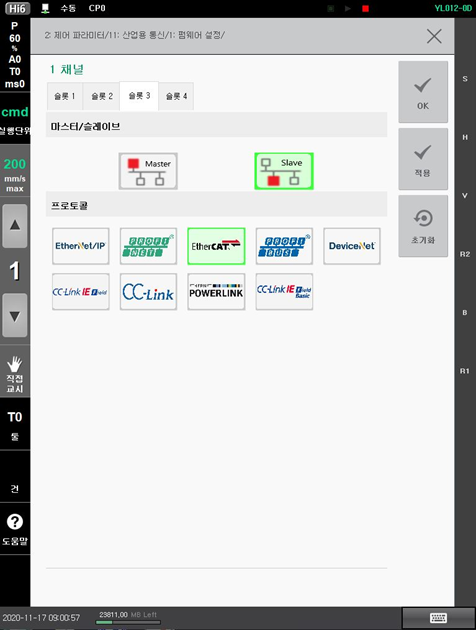 Hi6 수동 CP0 YL012-0D
P
60
%
A0
T0
ms0
cmd
실행단위
200
mm/s
max
1
직접
교시
T0
툴
건
도움말
2: 제어 파라미터/11: 산업용 통신/1: 펌웨어 설정/
1 채널
슬롯 1 슬롯 2 슬롯 3 슬롯 4
마스터/슬레이브
Master Slave
프로토콜
EtherNet/IP PROFINET EtherCAT PROFIBUS DeviceNet
CC-Link IE Field CC-Link POWERLINK CC-Link IE Field Basic
OK
적용
초기화
S
H
V
R2
B
R1
2020-11-17 09:00:57 23811.00 MB Left